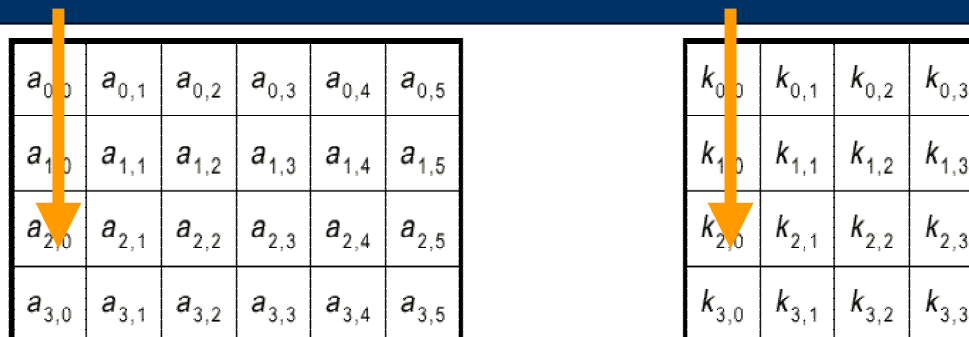 a0,0 a0,1 a0,2 a0,3 a0,4 a0,5 k0,0 k0,1 k0,2 k0,3
a1,0 a1,1 a1,2 a1,3 a1,4 a1,5 k1,0 k1,1 k1,2 k1,3
a2,0 a2,1 a2,2 a2,3 a2,4 a2,5 k2,0 k2,1 k2,2 k2,3
a3,0 a3,1 a3,2 a3,3 a3,4 a3,5 k3,0 k3,1 k3,2 k3,3